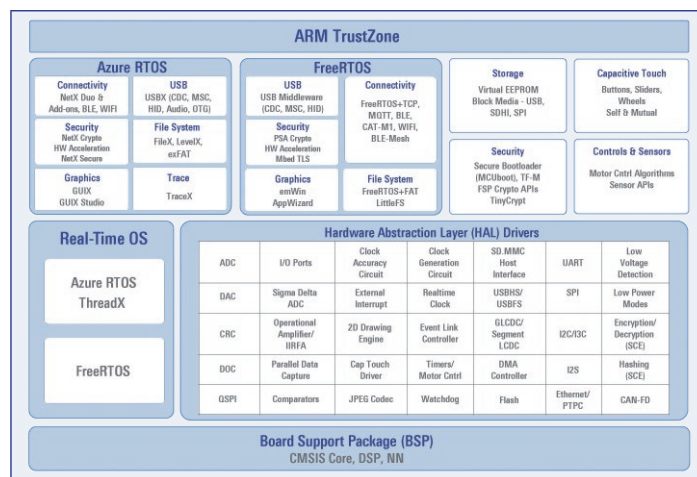 ARM TrustZone
Azure RTOS
Connectivity
NetX Duo &
Add-ons, BLE, WIFI
USB
USBX (CDC, MSC,
HID, Audio, OTG)
Security
NetX Crypto
HW Acceleration
NetX Secure
File System
FileX, LevelX,
exFAT
Graphics
GUIX
GUIX Studio
Trace
TraceX
FreeRTOS
USB
USB Middleware
(CDC, MSC, HID)
Connectivity
FreeRTOS+TCP,
MQTT, BLE,
CAT-M1, WIFI,
BLE-Mesh
Security
PSA Crypto
HW Acceleration
Mbed TLS
Graphics
emWin
AppWizard
File System
FreeRTOS+FAT
LittleFS
Storage
Virtual EEPROM
Block Media - USB,
SDHI, SPI
Capacitive Touch
Buttons, Sliders,
Wheels
Self & Mutual
Security
Secure Bootloader
(MCUboot), TF-M
FSP Crypto APIs
TinyCrypt
Controls & Sensors
Motor Cntrl Algorithms
Sensor APIs
Real-Time OS
Azure RTOS
ThreadX
FreeRTOS
Hardware Abstraction Layer (HAL) Drivers
ADC
I/O Ports
Clock
Accuracy
Circuit
Clock
Generation
Circuit
SD.MMC
Host
Interface
UART
Low
Voltage
Detection
DAC
Sigma Delta
ADC
External
Interrupt
Realtime
Clock
USBHS/
USBFS
SPI
Low Power
Modes
CRC
Operational
Amplifier/
IIRFA
2D Drawing
Engine
Event Link
Controller
GLCDC/
Segment
LCDC
I2C/I3C
Encryption/
Decryption
(SCE)
DOC
Parallel Data
Capture
Cap Touch
Driver
Timers/
Motor Cntrl
DMA
Controller
I2S
Hashing
(SCE)
QSPI
Comparators
JPEG Codec
Watchdog
Flash
Ethernet/
PTPC
CAN-FD
Board Support Package (BSP)
CMSIS Core, DSP, NN